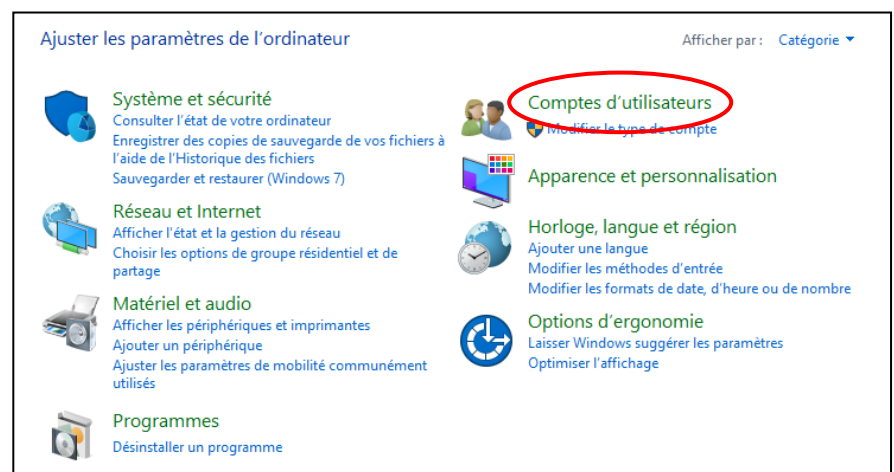 Ajuster les paramètres de l'ordinateur
Afficher par : Catégorie
Système et sécurité
Consulter l'état de votre ordinateur
Enregistrer des copies de sauvegarde de vos fichiers à
l'aide de l'Historique des fichiers
Sauvegarder et restaurer (Windows 7)
Réseau et Internet
Afficher l'état et la gestion du réseau
Choisir les options de groupe résidentiel et de
partage
Matériel et audio
Afficher les périphériques et imprimantes
Ajouter un périphérique
Ajuster les paramètres de mobilité communément
utilisés
Programmes
Désinstaller un programme
Comptes d'utilisateurs
Modifier le type de compte
Apparence et personnalisation
Horloge, langue et région
Ajouter une langue
Modifier les méthodes d'entrée
Modifier les formats de date, d'heure ou de nombre
Options d'ergonomie
Laisser Windows suggérer les paramètres
Optimiser l'affichage